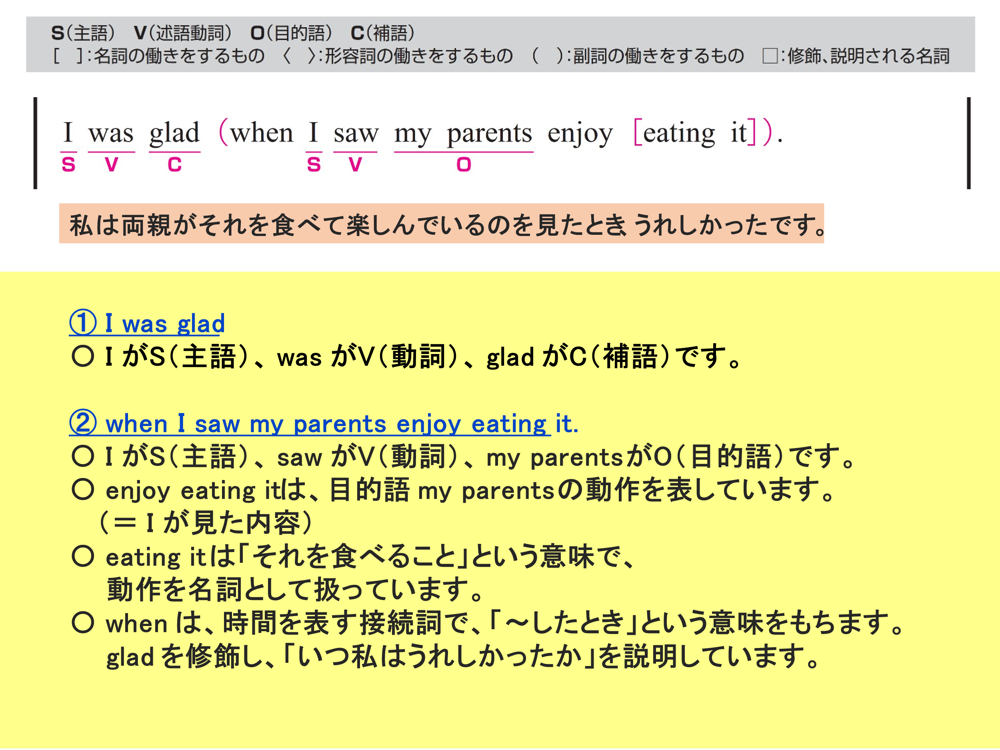 S（主語）　V（述語動詞）　O（目的語）　C（補語）
［　］：名詞の働きをするもの　〈　〉：形容詞の働きをするもの　（　）：副詞の働きをするもの　□：修飾、説明される名詞
I was glad (when I saw my parents enjoy [eating it]).
S V C S V O
私は両親がそれを食べて楽しんでいるのを見たとき、うれしかったです。
① I was glad
〇 I がS（主語）、was がV（動詞）、glad がC（補語）です。
② when I saw my parents enjoy eating it.
〇 I がS（主語）、saw がV（動詞）、my parentsがO（目的語）です。
〇 enjoy eating itは、目的語 my parentsの動作を表しています。
（＝ I が見た内容）
〇 eating itは「それを食べること」という意味で、
動作を名詞として扱っています。
〇 when は、時間を表す接続詞で、「～したとき」という意味をもちます。
glad を修飾し、「いつ私はうれしかったか」を説明しています。